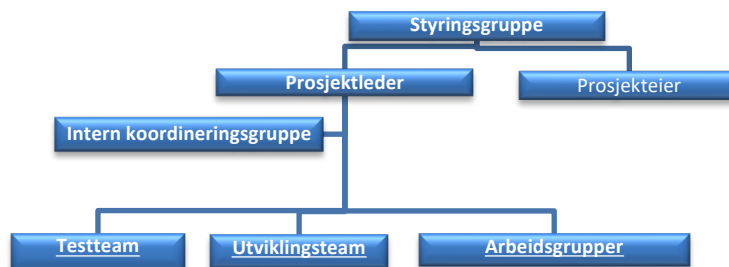 Styringsgruppe
Prosjektleder
Prosjekteier
Intern koordineringsgruppe
Testteam
Utviklingsteam
Arbeidsgrupper